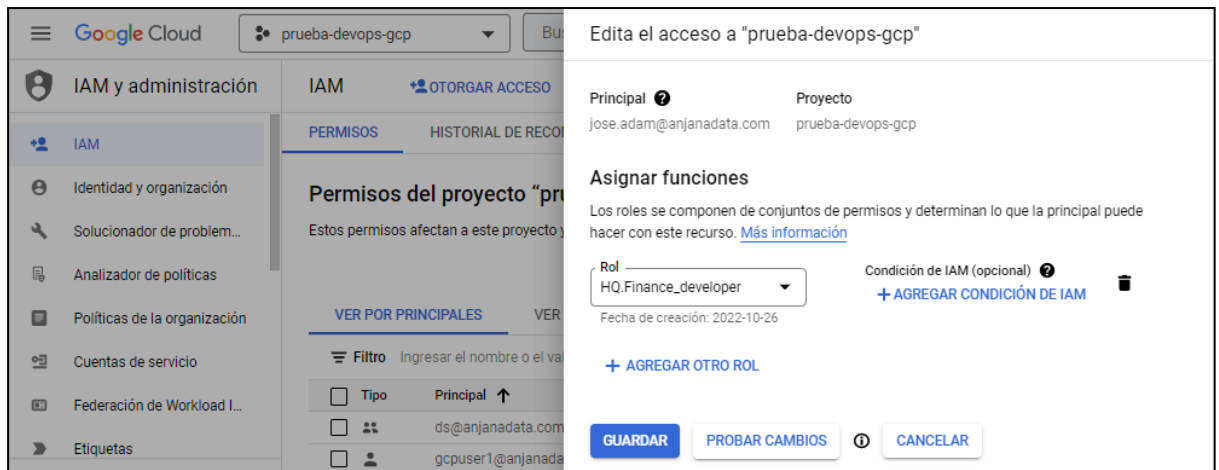 Google Cloud
prueba-devops-gcp
IAM y administración
IAM
OTORGAR ACCESO
PERMISOS
HISTORIAL DE
IAM
Identidad y organización
Solucionador de problem...
Analizador de políticas
Políticas de la organización
Cuentas de servicio
Federación de Workload I...
Etiquetas
Permisos del proyecto
Estos permisos afectan a este proyecto y
VER POR PRINCIPALES
VER
Filtro Ingresar el nombre o el
Tipo Principal
ds@anjanadata.com
gcpuser1@anjanada
Edita el acceso a "prueba-devops-gcp"
Principal Proyecto
jose.adam@anjanadata.com prueba-devops-gcp
Asignar funciones
Los roles se componen de conjuntos de permisos y determinan lo que la principal puede
hacer con este recurso. Más información
Rol
HQ.Finance_developer
Fecha de creación: 2022-10-26
Condición de IAM (opcional)
+ AGREGAR CONDICIÓN DE IAM
+ AGREGAR OTRO ROL
GUARDAR PROBAR CAMBIOS CANCELAR